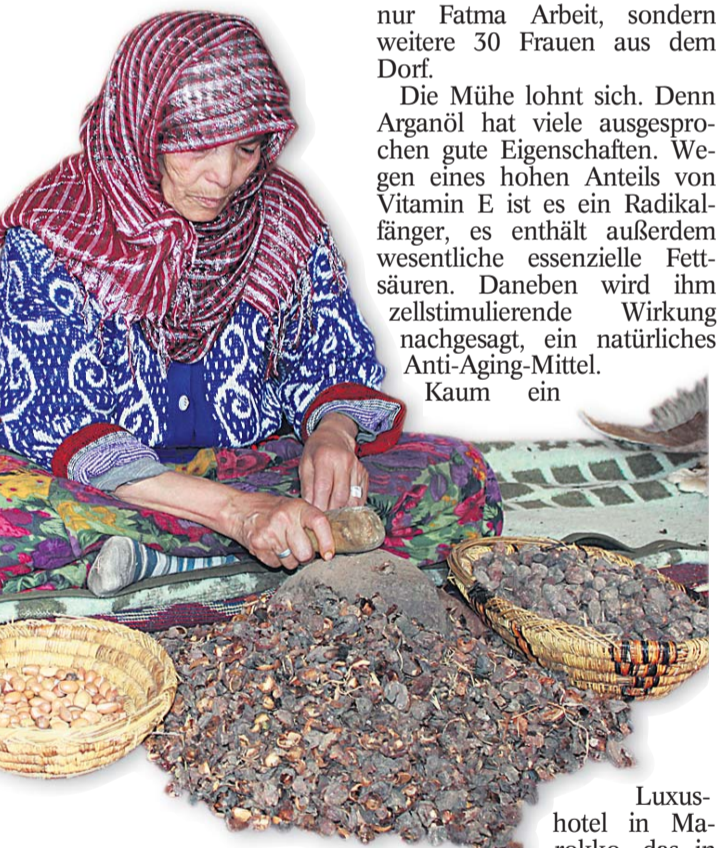 nur Fatma Arbeit, sondern
weitere 30 Frauen aus dem
Dorf.
Die Mühe lohnt sich. Denn
Arganöl hat viele ausgespro-
chen gute Eigenschaften. We-
gen eines hohen Anteils von
Vitamin E ist es ein Radikal-
fänger, es enthält außerdem
wesentliche essenzielle Fett-
säuren. Daneben wird ihm
zellstimulierende Wirkung
nachgesagt, ein natürliches
Anti-Aging-Mittel.
Kaum ein
Luxus-
hotel in Ma-
rokko, das in